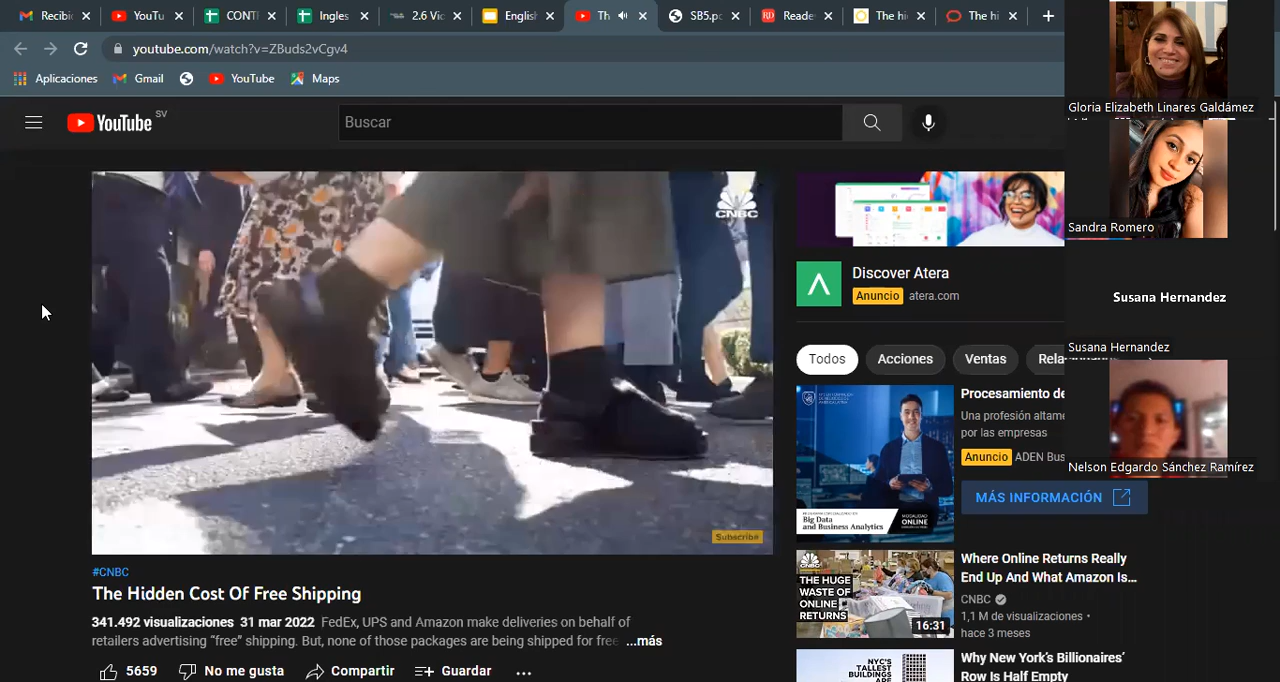 Recibi
YouTu
CONT
Ingles
2.6 Vic
English
Th
SB5.pc
Reade
The hi
The hi
youtube.com/watch?v=ZBuds2vCgv4
Aplicaciones
Gmail
YouTube
Maps
YouTube SV
Buscar
CNBC
Subscribe
#CNBC
The Hidden Cost Of Free Shipping
341.492 visualizaciones 31 mar 2022 FedEx, UPS and Amazon make deliveries on behalf of
retailers advertising "free" shipping. But, none of those packages are being shipped for free ...más
5659
No me gusta
Compartir
Guardar
Discover Atera
Anuncio atera.com
Todos
Acciones
Ventas
Procesamiento de
Una profesión altame
por las empresas
Anuncio ADEN Bus
MÁS INFORMACIÓN
Big Data
and Business Analytics
MODALIDAD
ONLINE
Where Online Returns Really
End Up And What Amazon Is...
CNBC
1,1 M de visualizaciones •
hace 3 meses
CNBC
THE HUGE
WASTE OF
ONLINE
RETURNS
16:31
Why New York's Billionaires'
Row Is Half Empty
NYC'S
TALLEST
BUILDINGS
ARE
Gloria Elizabeth Linares Galdámez
Sandra Romero
Susana Hernandez
Susana Hernandez
Nelson Edgardo Sánchez Ramírez